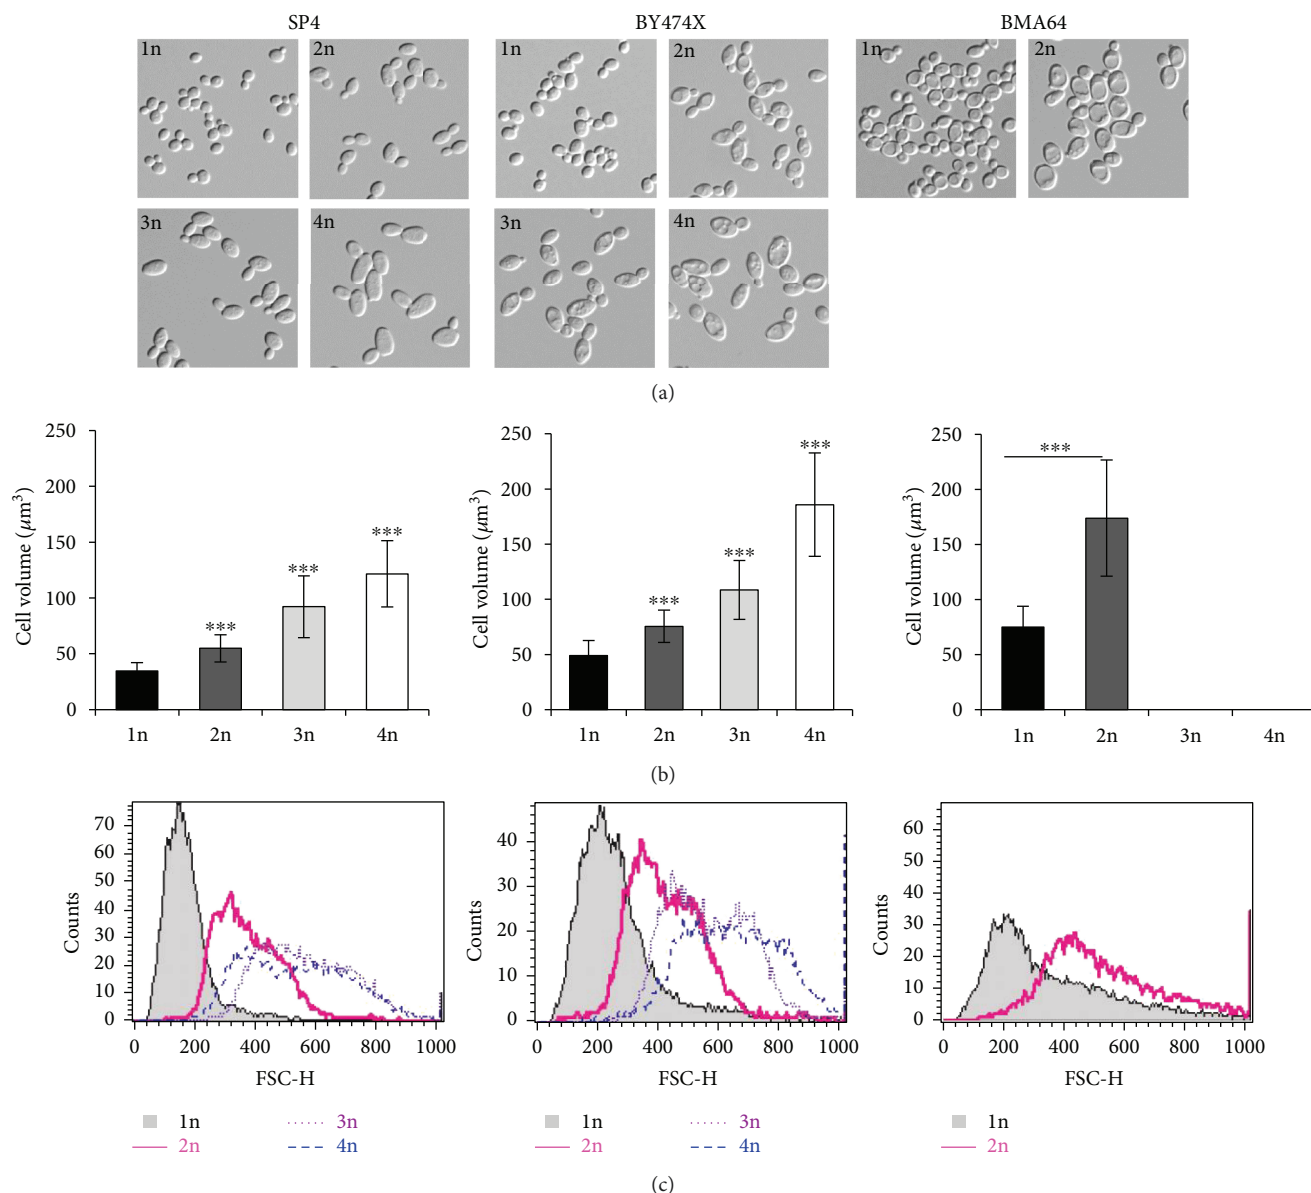 SP4 BY474X BMA64
1n 2n 1n 2n 1n 2n
3n 4n 3n 4n
(a)
250 250 250
200 200 200
150 150 150
100 100 100
50 50 50
0 0 0
Cell volume (μm³) Cell volume (μm³) Cell volume (μm³)
*** *** ***
*** *** ***
***
1n 2n 3n 4n 1n 2n 3n 4n 1n 2n 3n 4n
(b)
70 60 50 40 30 20 10 0
Counts
0 200 400 600 800 1000
FSC-H
40 30 20 10 0
Counts
0 200 400 600 800 1000
FSC-H
60 50 40 30 20 10 0
Counts
0 200 400 600 800 1000
FSC-H
1n 3n 1n 3n 1n
2n 4n 2n 4n 2n
(c)